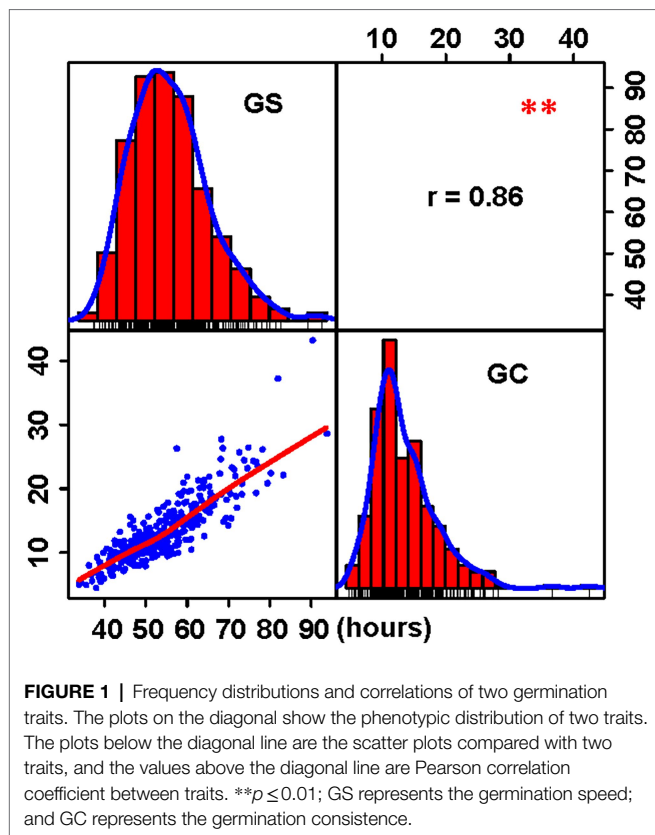 10 20 30 40
GS
**
r = 0.86
90
80
70
60
50
40
40
30
20
10
GC
40 50 60 70 80 90 (hours)
FIGURE 1 | Frequency distributions and correlations of two germination
traits. The plots on the diagonal show the phenotypic distribution of two traits.
The plots below the diagonal line are the scatter plots compared with two
traits, and the values above the diagonal line are Pearson correlation
coefficient between traits. **p ≤0.01; GS represents the germination speed;
and GC represents the germination consistence.